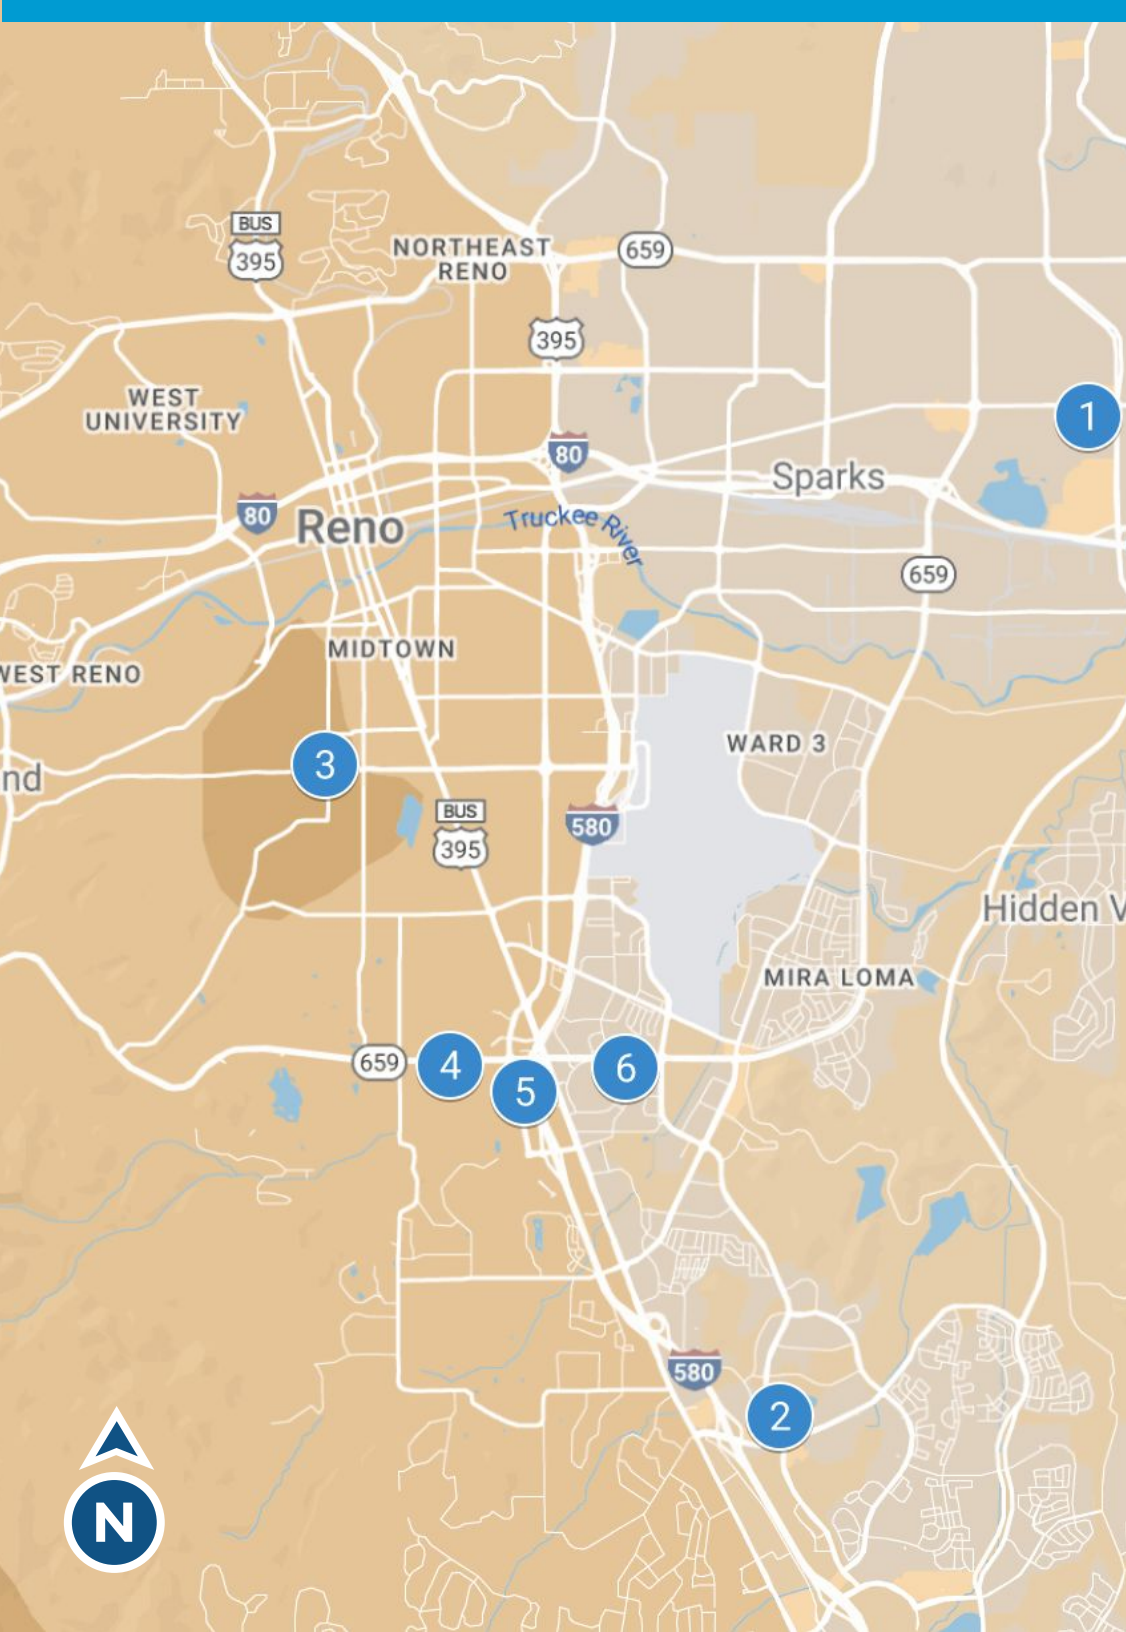 BUS
395
NORTHEAST
RENO
659
395
WEST
UNIVERSITY
1
80
Sparks
80
Reno
Truckee River
659
MIDTOWN
WEST RENO
WARD 3
3
nd
BUS
395
580
Hidden V
MIRA LOMA
659
4
5
6
580
2
N